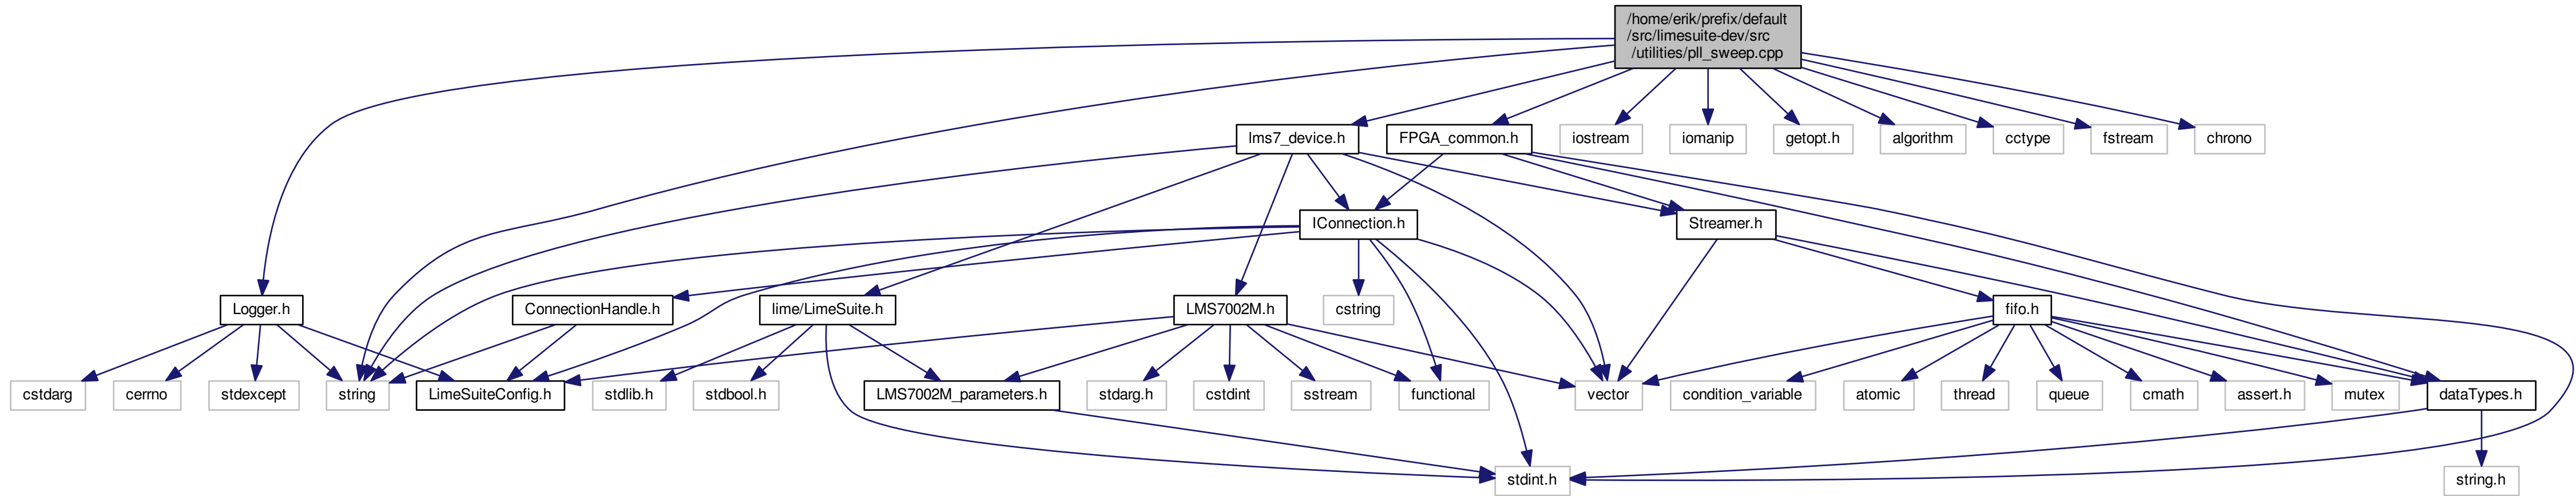 /home/erik/prefix/default
/src/limesuite-dev/src
/utilities/pll_sweep.cpp
lms7_device.h
FPGA_common.h
iostream
iomanip
getopt.h
algorithm
cctype
fstream
chrono
IConnection.h
Streamer.h
Logger.h
ConnectionHandle.h
lime/LimeSuite.h
LMS7002M.h
cstring
fifo.h
cstdarg
cerrno
stdexcept
string
LimeSuiteConfig.h
stdlib.h
stdbool.h
LMS7002M_parameters.h
stdarg.h
cstdint
sstream
functional
vector
condition_variable
atomic
thread
queue
cmath
assert.h
mutex
dataTypes.h
stdint.h
string.h